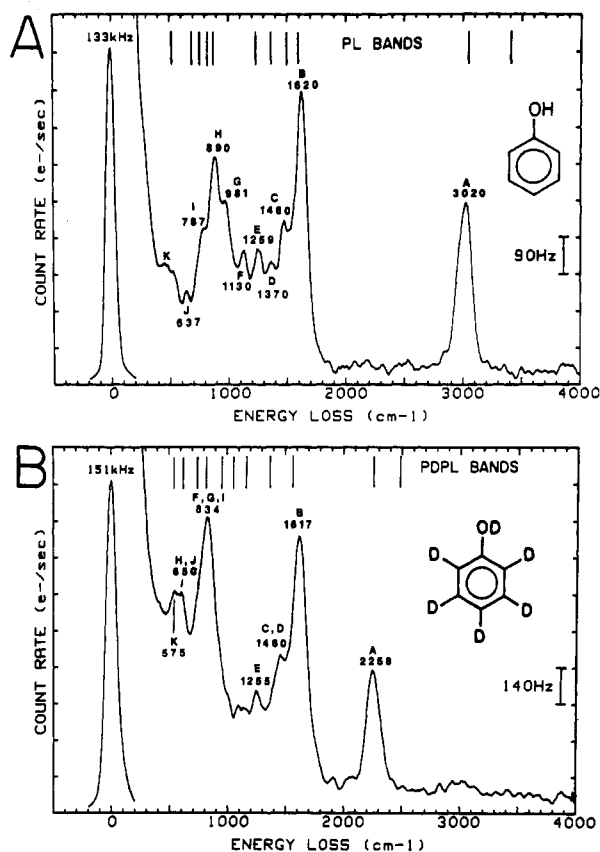 A
133kHz
PL BANDS
B
1620
H
890
OH
A
3020
G
981
I
787
C
1480
E
1259
K
90Hz
F
1130
D
1370
J
637
COUNT RATE (e-/sec)
0 1000 2000 3000 4000
ENERGY LOSS (cm-1)
B
151kHz
PDPL BANDS
F,G,I
834
B
1617
OD
D D
D D
D
H,J
650
C,D
1460
A
2258
K
575
E
1255
140Hz
COUNT RATE (e-/sec)
0 1000 2000 3000 4000
ENERGY LOSS (cm-1)